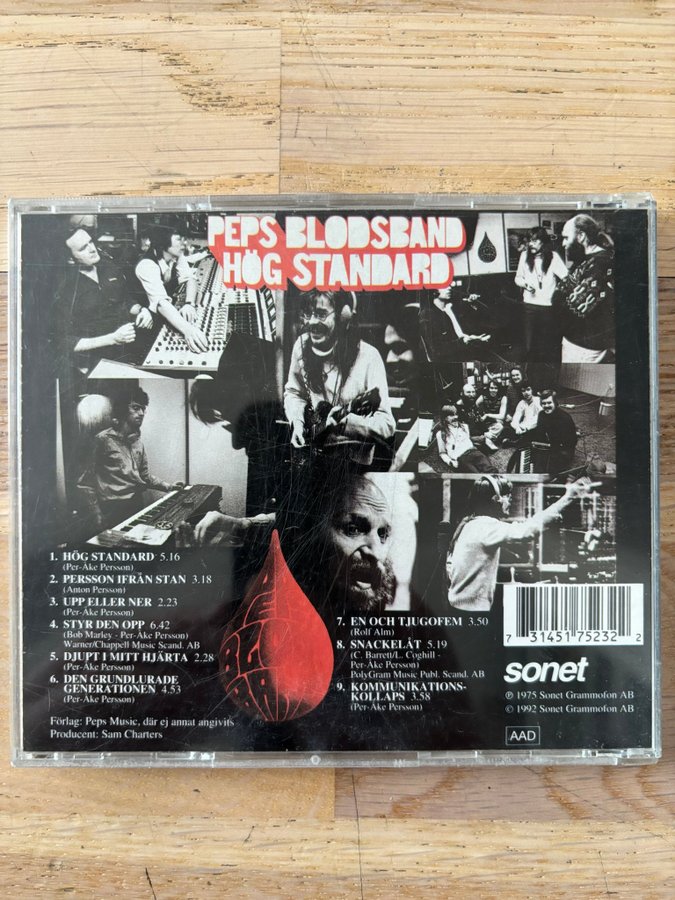 PEPS BLODSBAND
HÖG STANDARD
1. HÖG STANDARD 5.16
(Per-Åke Persson)
2. PERSSON IFRÅN STAN 3.18
(Anton Persson)
3. UPP ELLER NER 2.23
(Per-Åke Persson)
4. STYR DEN OPP 6.42
(Bob Marley - Per-Åke Persson)
Warner/Chappell Music Scand. AB
5. DJUPT I MITT HJÄRTA 2.28
(Per-Åke Persson)
6. DEN GRUNDLURADE
GENERATIONEN 4.53
(Per-Åke Persson)
Förlag: Peps Music, där ej annat angivits
Producent: Sam Charters
7. EN OCH TJUGOFEM 3.50
(Rolf Alm)
8. SNACKELÅT 5.19
(C. Barrett/L. Coghill -
Per-Åke Persson)
PolyGram Music Publ. Scand. AB
9. KOMMUNIKATIONS-
KOLLAPS 3.58
(Per-Åke Persson)
7 31451 75232 2
sonet
℗ 1975 Sonet Grammofon AB
© 1992 Sonet Grammofon AB
AAD